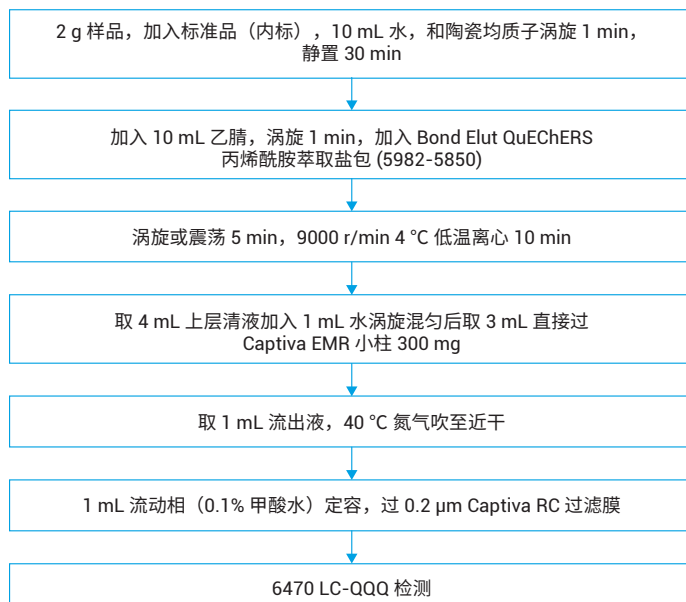 2 g 样品，加入标准品（内标），10 mL 水，和陶瓷均质子涡旋 1 min，
静置 30 min
加入 10 mL 乙腈，涡旋 1 min，加入 Bond Elut QuEChERS
丙烯酰胺萃取盐包 (5982-5850)
涡旋或震荡 5 min，9000 r/min 4 °C 低温离心 10 min
取 4 mL 上层清液加入 1 mL 水涡旋混匀后取 3 mL 直接过
Captiva EMR 小柱 300 mg
取 1 mL 流出液，40 °C 氮气吹至近干
1 mL 流动相（0.1% 甲酸水）定容，过 0.2 µm Captiva RC 过滤膜
6470 LC-QQQ 检测